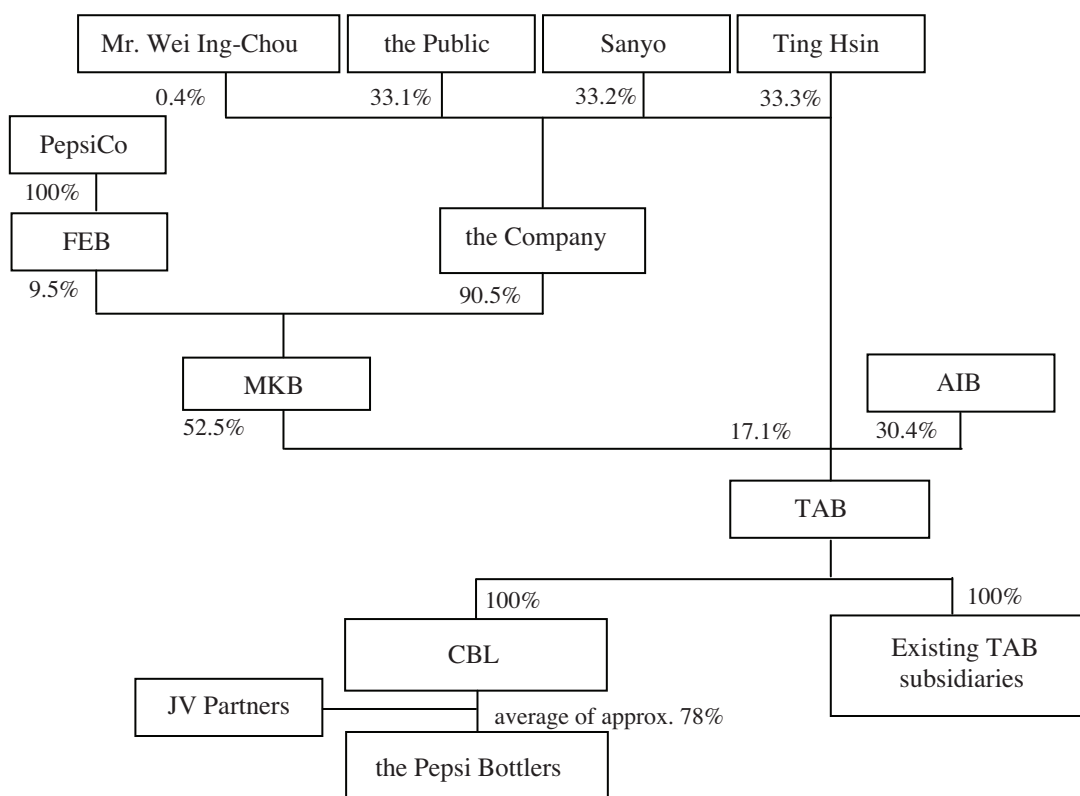 Mr. Wei Ing-Chou
the Public
Sanyo
Ting Hsin
0.4%
33.1%
33.2%
33.3%
PepsiCo
100%
FEB
the Company
9.5%
90.5%
MKB
AIB
52.5%
17.1%
30.4%
TAB
100%
100%
CBL
Existing TAB
subsidiaries
JV Partners
average of approx. 78%
the Pepsi Bottlers